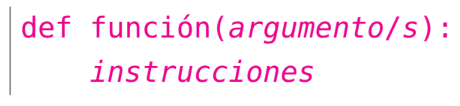 def función(argumento/s):
    instrucciones